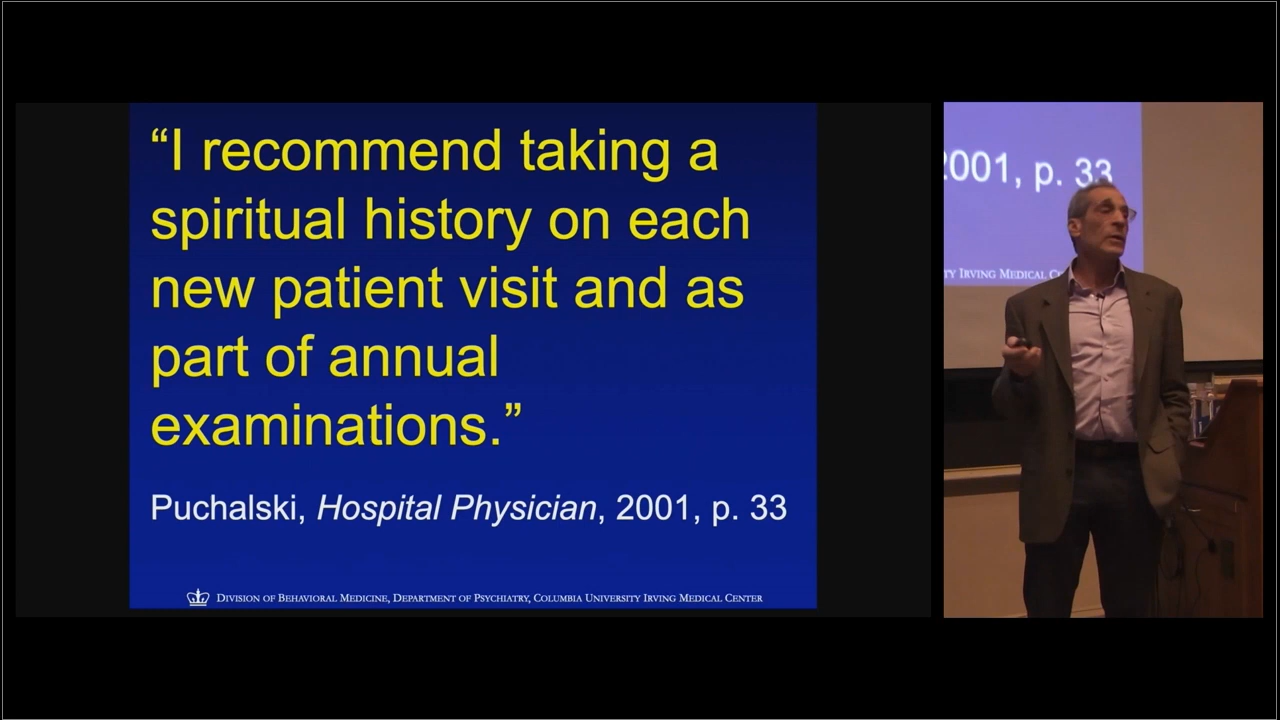 “I recommend taking a
spiritual history on each
new patient visit and as
part of annual
examinations.”
Puchalski, Hospital Physician, 2001, p. 33
DIVISION OF BEHAVIORAL MEDICINE, DEPARTMENT OF PSYCHIATRY, COLUMBIA UNIVERSITY IRVING MEDICAL CENTER
2001, p. 33
IRVING MEDICAL